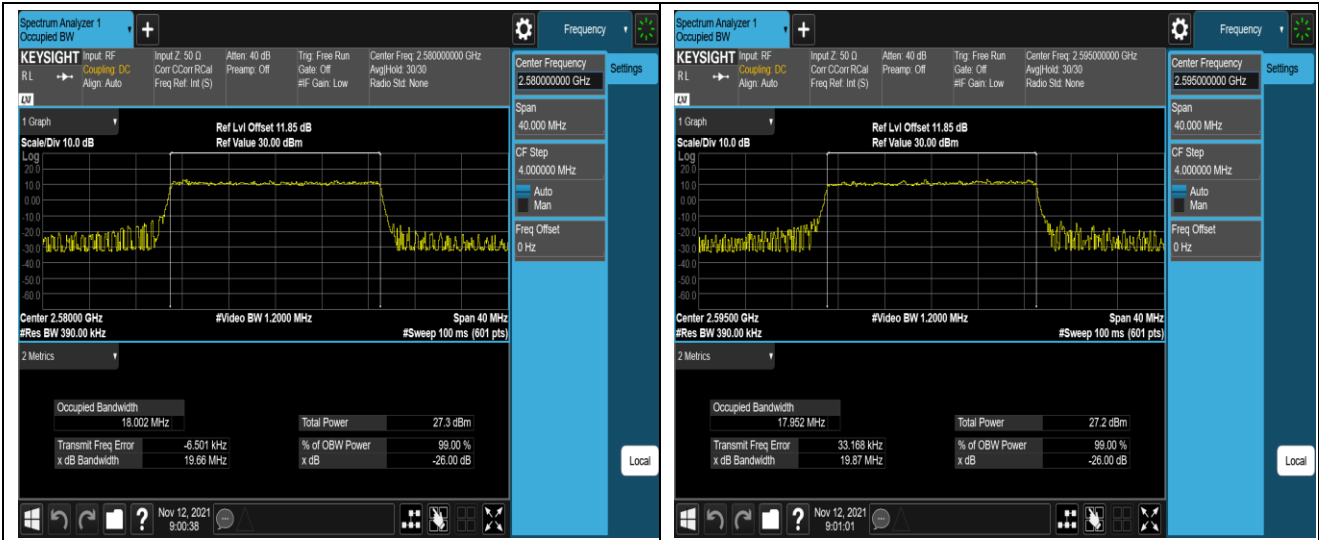 Spectrum Analyzer 1
Occupied BW
+
Frequency
KEYSIGHT
RL
LXI
Input: RF
Coupling: DC
Align: Auto
Input Z: 50 Ω
Corr CCorr RCal
Freq Ref: Int (S)
Atten: 40 dB
Preamp: Off
Trig: Free Run
Gate: Off
#IF Gain: Low
Center Freq: 2.580000000 GHz
Avg|Hold: 30/30
Radio Std: None
Center Frequency
2.580000000 GHz
Settings
Span
40.000 MHz
CF Step
4.000000 MHz
Auto
Man
Freq Offset
0 Hz
1 Graph
Scale/Div 10.0 dB
Ref Lvl Offset 11.85 dB
Ref Value 30.00 dBm
Log
20.0
10.0
0.00
-10.0
-20.0
-30.0
-40.0
-50.0
-60.0
Center 2.58000 GHz
#Video BW 1.2000 MHz
Span 40 MHz
#Res BW 390.00 kHz
#Sweep 100 ms (601 pts)
2 Metrics
Occupied Bandwidth
18.002 MHz
Total Power 27.3 dBm
Transmit Freq Error -6.501 kHz
% of OBW Power 99.00 %
x dB Bandwidth 19.66 MHz
x dB -26.00 dB
Local
?
Nov 12, 2021
9:00:38
Spectrum Analyzer 1
Occupied BW
+
Frequency
KEYSIGHT
RL
LXI
Input: RF
Coupling: DC
Align: Auto
Input Z: 50 Ω
Corr CCorr RCal
Freq Ref: Int (S)
Atten: 40 dB
Preamp: Off
Trig: Free Run
Gate: Off
#IF Gain: Low
Center Freq: 2.595000000 GHz
Avg|Hold: 30/30
Radio Std: None
Center Frequency
2.595000000 GHz
Settings
Span
40.000 MHz
CF Step
4.000000 MHz
Auto
Man
Freq Offset
0 Hz
1 Graph
Scale/Div 10.0 dB
Ref Lvl Offset 11.85 dB
Ref Value 30.00 dBm
Log
20.0
10.0
0.00
-10.0
-20.0
-30.0
-40.0
-50.0
-60.0
Center 2.59500 GHz
#Video BW 1.2000 MHz
Span 40 MHz
#Res BW 390.00 kHz
#Sweep 100 ms (601 pts)
2 Metrics
Occupied Bandwidth
17.952 MHz
Total Power 27.2 dBm
Transmit Freq Error 33.168 kHz
% of OBW Power 99.00 %
x dB Bandwidth 19.87 MHz
x dB -26.00 dB
Local
?
Nov 12, 2021
9:01:01